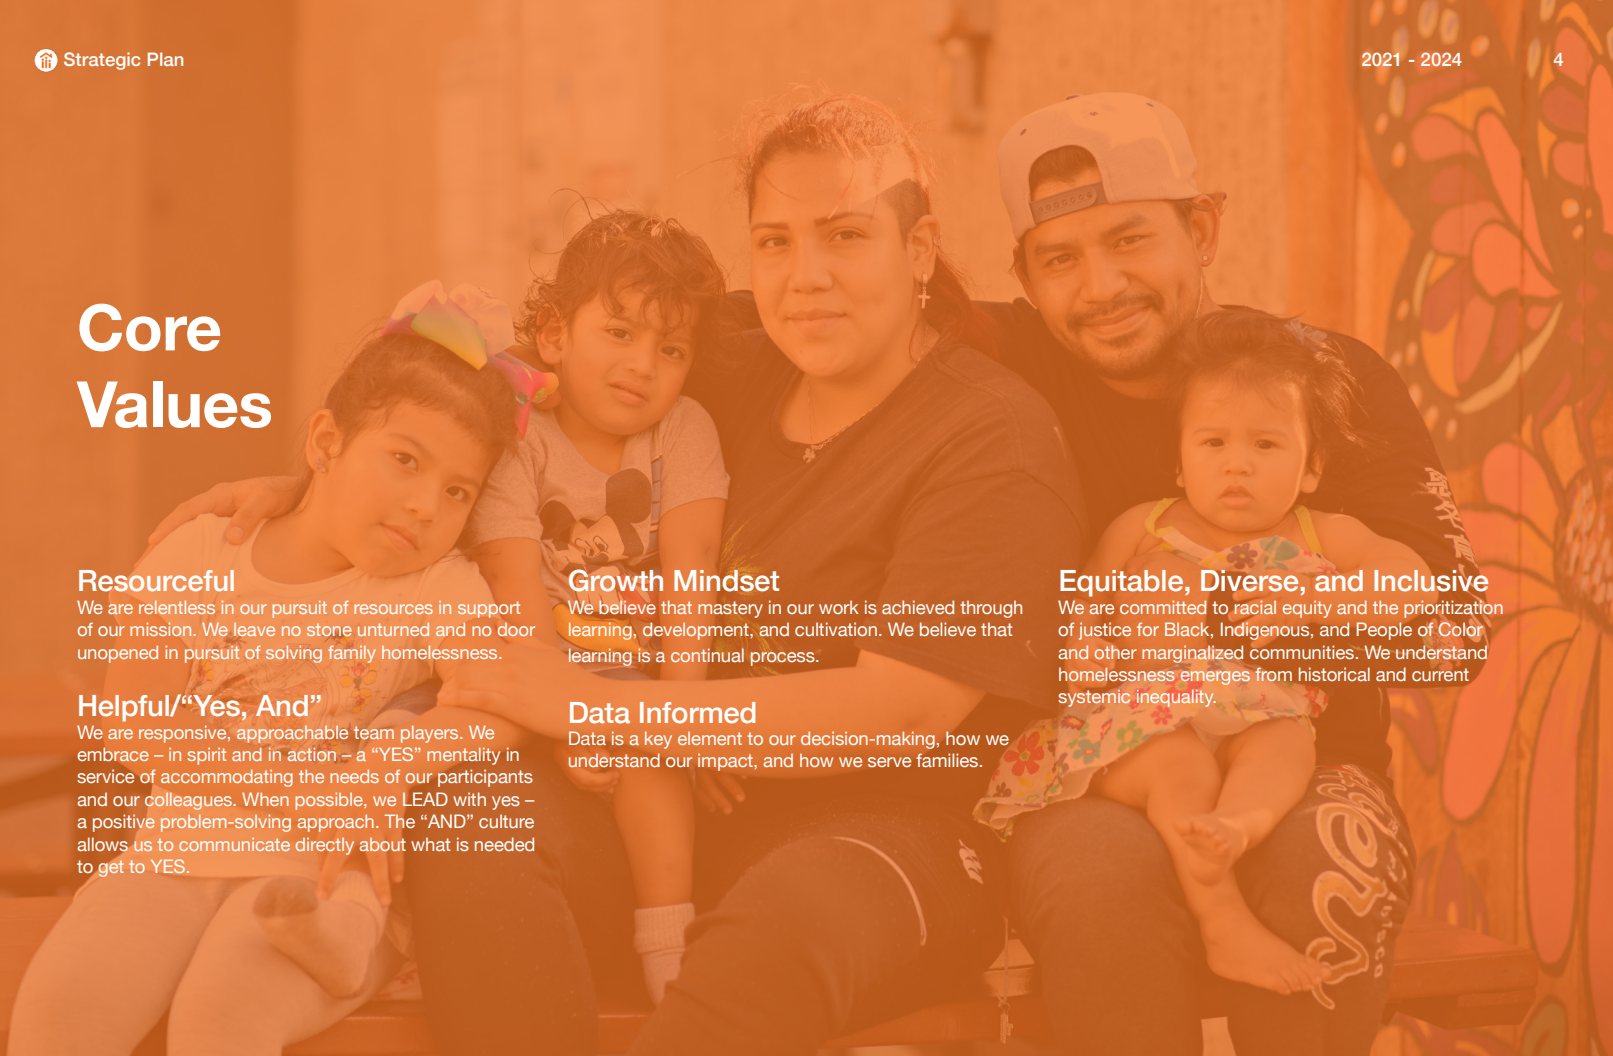 Strategic Plan
2021 - 2024
4
Core
Values
Resourceful
We are relentless in our pursuit of resources in support
of our mission. We leave no stone unturned and no door
unopened in pursuit of solving family homelessness.
Helpful/“Yes, And”
We are responsive, approachable team players. We
embrace – in spirit and in action – a “YES” mentality in
service of accommodating the needs of our participants
and our colleagues. When possible, we LEAD with yes –
a positive problem-solving approach. The “AND” culture
allows us to communicate directly about what is needed
to get to YES.
Growth Mindset
We believe that mastery in our work is achieved through
learning, development, and cultivation. We believe that
learning is a continual process.
Data Informed
Data is a key element to our decision-making, how we
understand our impact, and how we serve families.
Equitable, Diverse, and Inclusive
We are committed to racial equity and the prioritization
of justice for Black, Indigenous, and People of Color
and other marginalized communities. We understand
homelessness emerges from historical and current
systemic inequality.